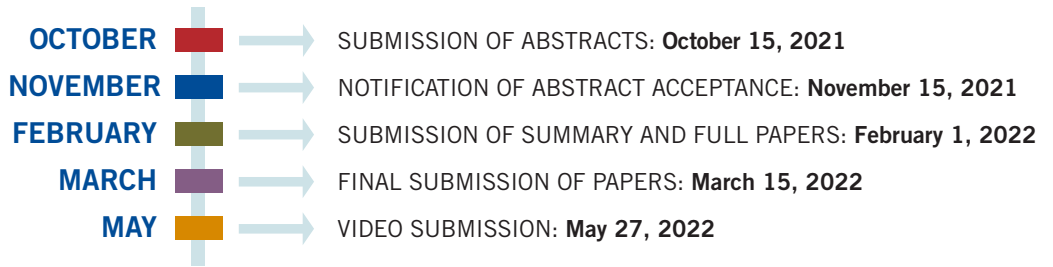 OCTOBER SUBMISSION OF ABSTRACTS: October 15, 2021
NOVEMBER NOTIFICATION OF ABSTRACT ACCEPTANCE: November 15, 2021
FEBRUARY SUBMISSION OF SUMMARY AND FULL PAPERS: February 1, 2022
MARCH FINAL SUBMISSION OF PAPERS: March 15, 2022
MAY VIDEO SUBMISSION: May 27, 2022